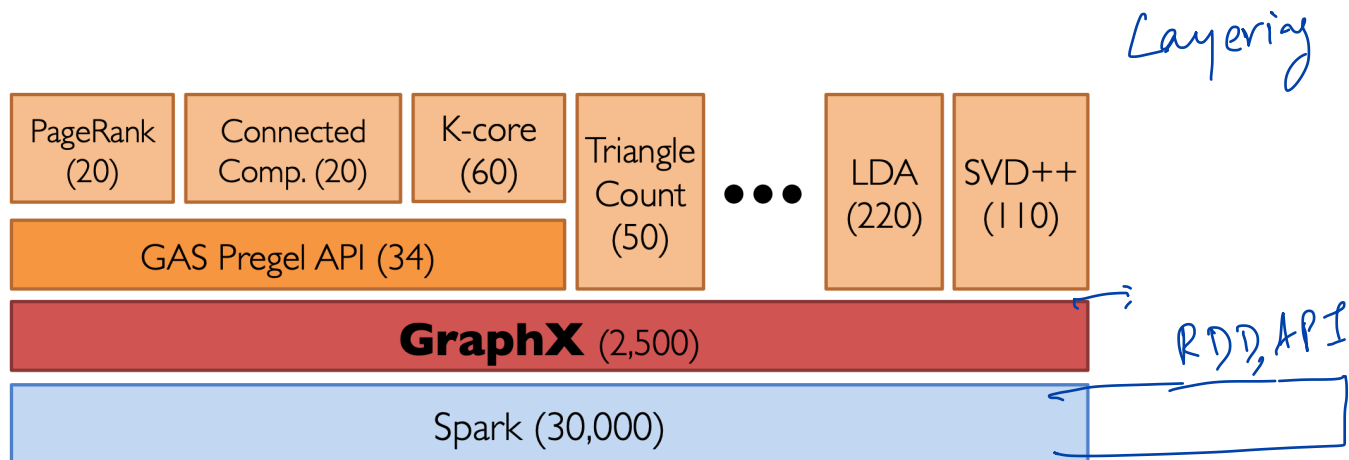 Layering
PageRank
(20)
Connected
Comp. (20)
K-core
(60)
Triangle
Count
(50)
•••
LDA
(220)
SVD++
(110)
GAS Pregel API (34)
GraphX (2,500)
RDD, API
Spark (30,000)